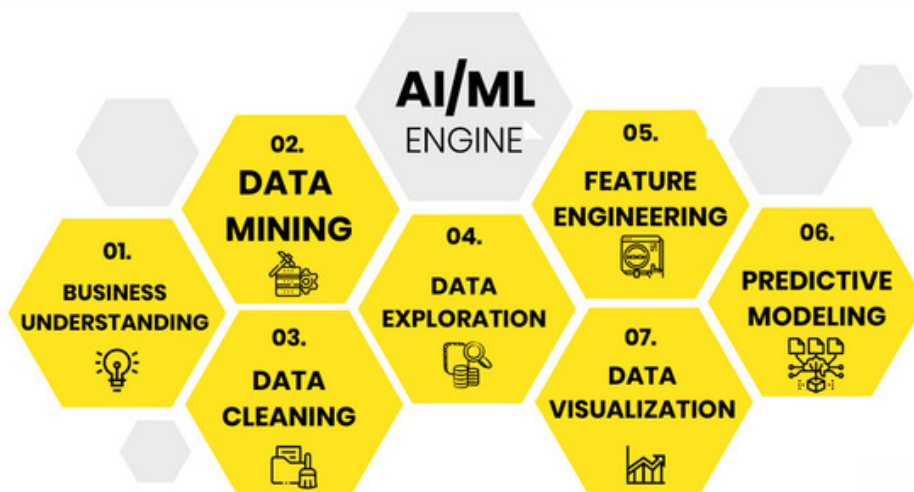 AI/ML
ENGINE
01.
BUSINESS
UNDERSTANDING
02.
DATA
MINING
03.
DATA
CLEANING
04.
DATA
EXPLORATION
05.
FEATURE
ENGINEERING
06.
PREDICTIVE
MODELING
07.
DATA
VISUALIZATION